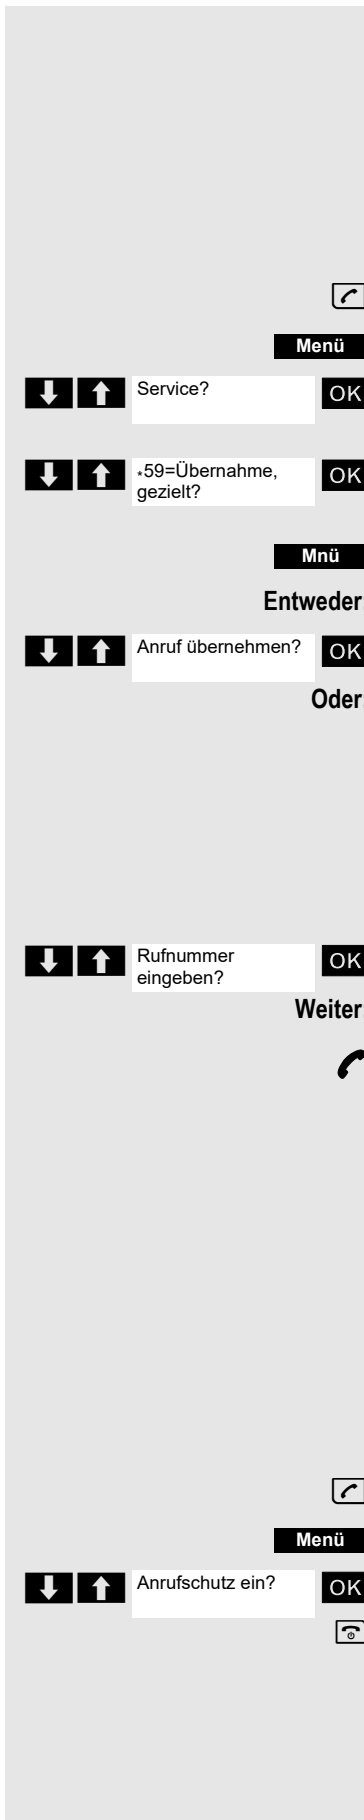 Menü
Service? OK
*59=Übernahme,
gezielt? OK
Mnü
Entweder
Anruf übernehmen? OK
Oder
Rufnummer
eingeben? OK
Weiter
Menü
Anrufschutz ein? OK